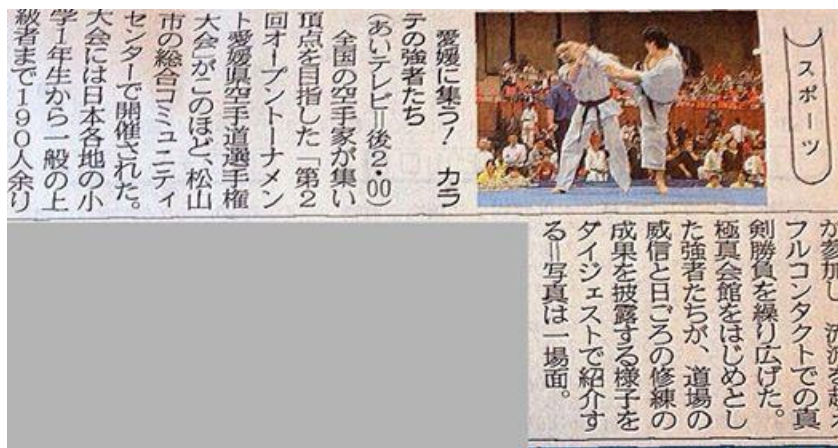 スポーツ
愛媛に集う！ カラ
テの強者たち
(あいテレビ＝後2・00)
全国の空手家が集い
頂点を目指した「第2
回オープントーナメン
ト愛媛県空手道選手権
大会」がこのほど、松山
市の総合コミュニティ
センターで開催された。
大会には日本各地の小
学1年生から一般の上
級者まで190人余り
が参加し、流派を超え
フルコンタクトでの真
剣勝負を繰り広げた。
極真会館をはじめとし
た強者たちが、道場の
威信と日ごろの修練の
成果を披露する様子を
ダイジェストで紹介す
る＝写真は一場面。